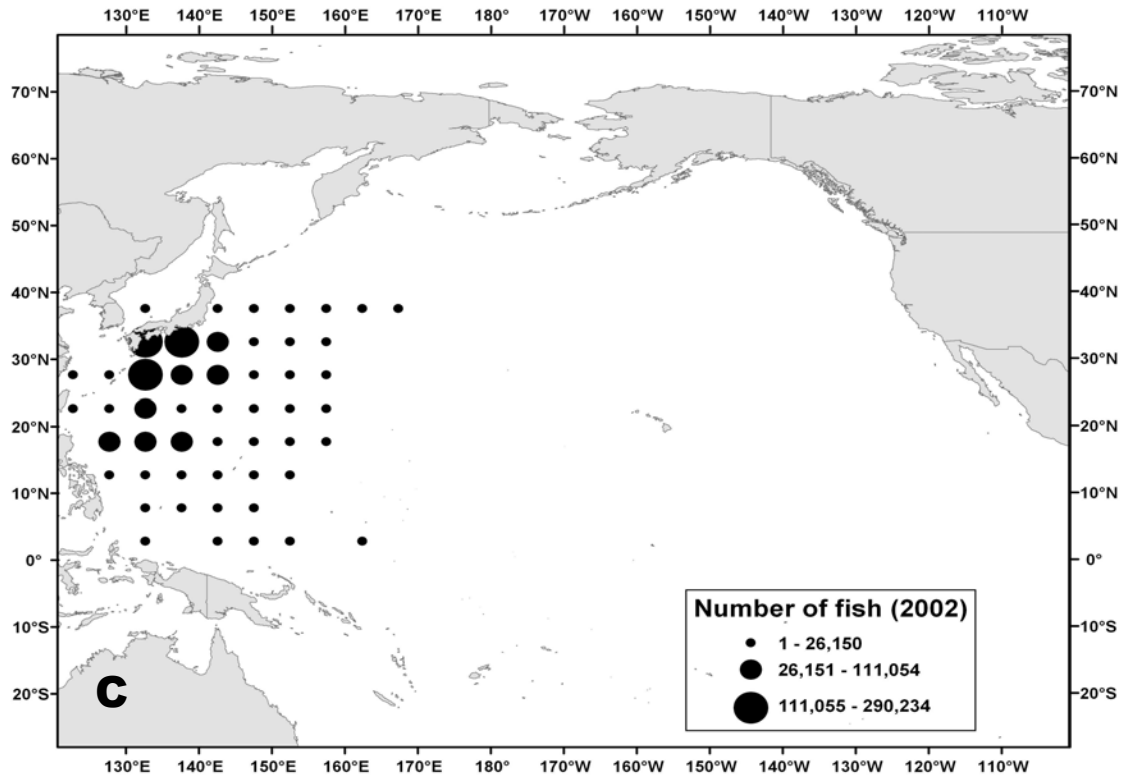 130°E 140°E 150°E 160°E 170°E 180° 170°W 160°W 150°W 140°W 130°W 120°W 110°W
70°N 70°N
60°N 60°N
50°N 50°N
40°N 40°N
30°N 30°N
20°N 20°N
10°N 10°N
0° 0°
10°S 10°S
20°S 20°S
Number of fish (2002)
1 - 26,150
26,151 - 111,054
111,055 - 290,234
C
130°E 140°E 150°E 160°E 170°E 180° 170°W 160°W 150°W 140°W 130°W 120°W 110°W